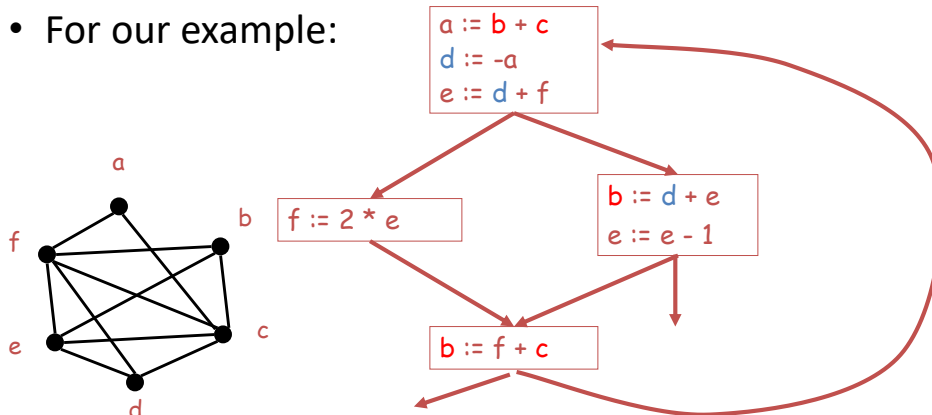 • For our example:
a := b + c
d := -a
e := d + f
f := 2 * e
b := d + e
e := e - 1
b := f + c
a
b
f
c
e
d